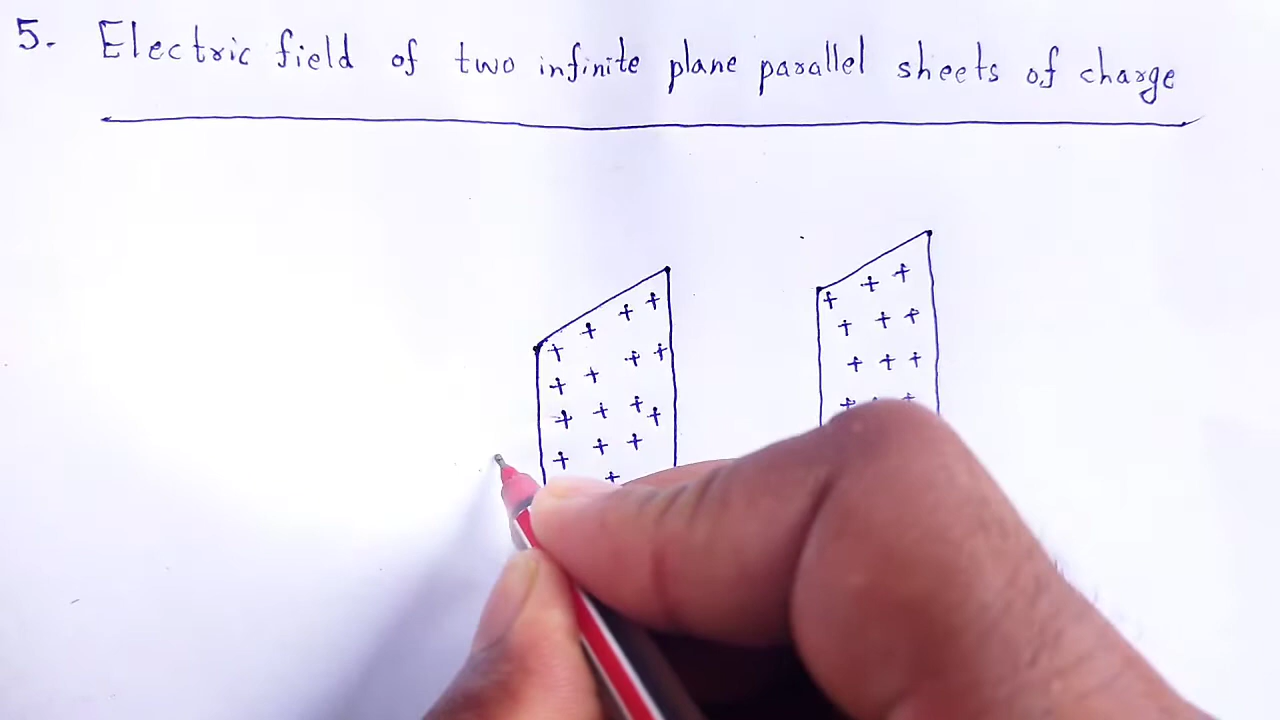 5. Electric field of two infinite plane parallel sheets of charge
+ + + +
+ + + +
+ + + +
+ + + +
+
+ + +
+ + +
+ + +